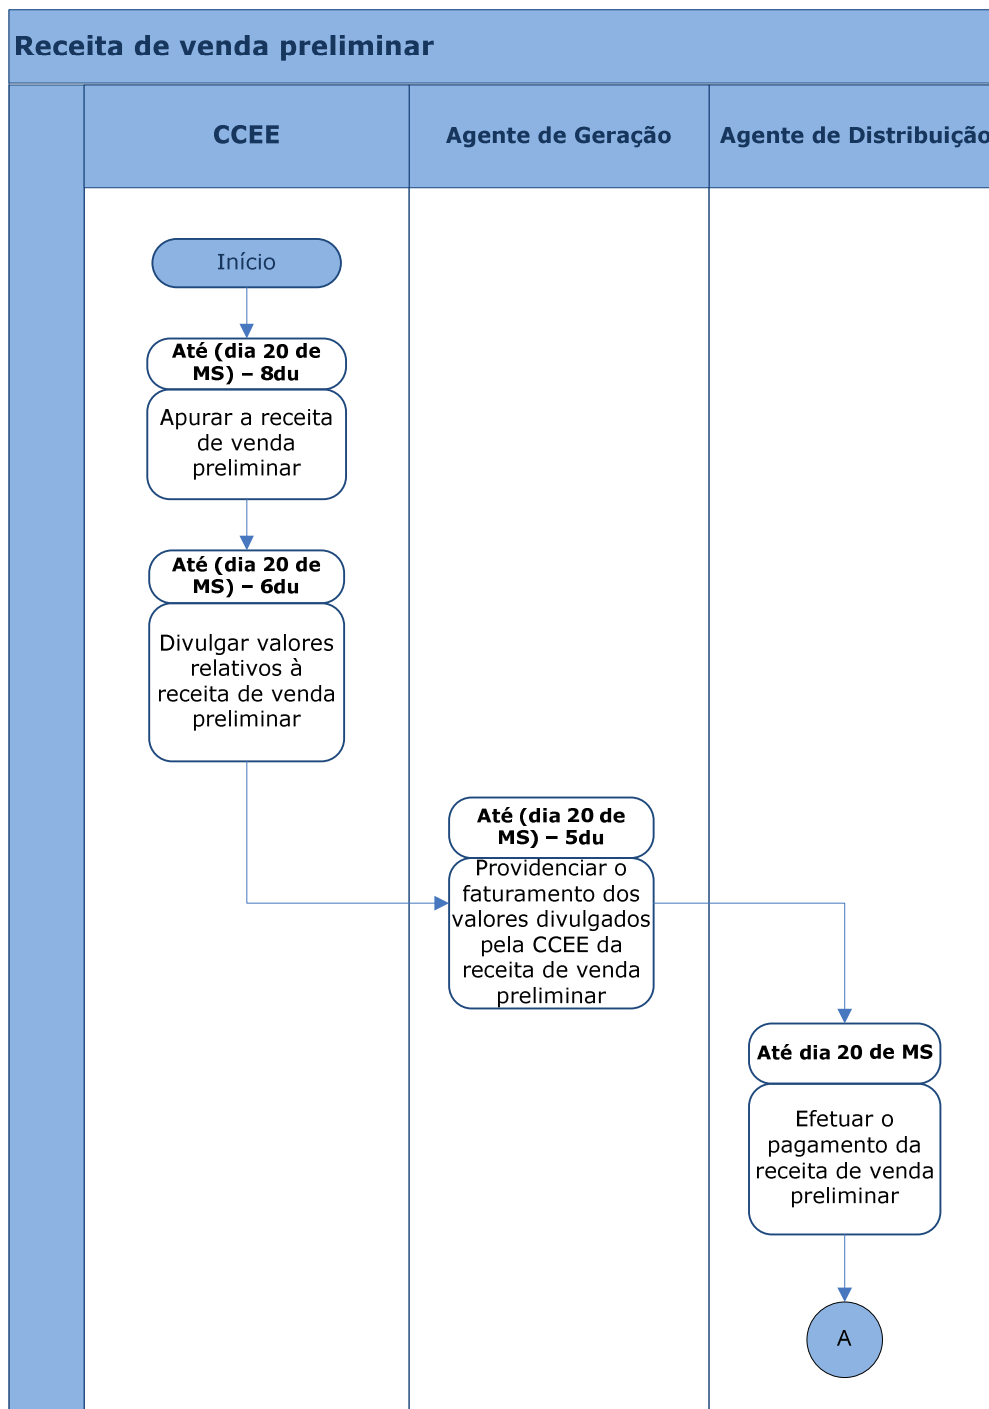 Receita de venda preliminar
CCEE
Agente de Geração
Agente de Distribuição
Início
Até (dia 20 de
MS) – 8du
Apurar a receita
de venda
preliminar
Até (dia 20 de
MS) – 6du
Divulgar valores
relativos à
receita de venda
preliminar
Até (dia 20 de
MS) – 5du
Providenciar o
faturamento dos
valores divulgados
pela CCEE da
receita de venda
preliminar
Até dia 20 de MS
Efetuar o
pagamento da
receita de venda
preliminar
A